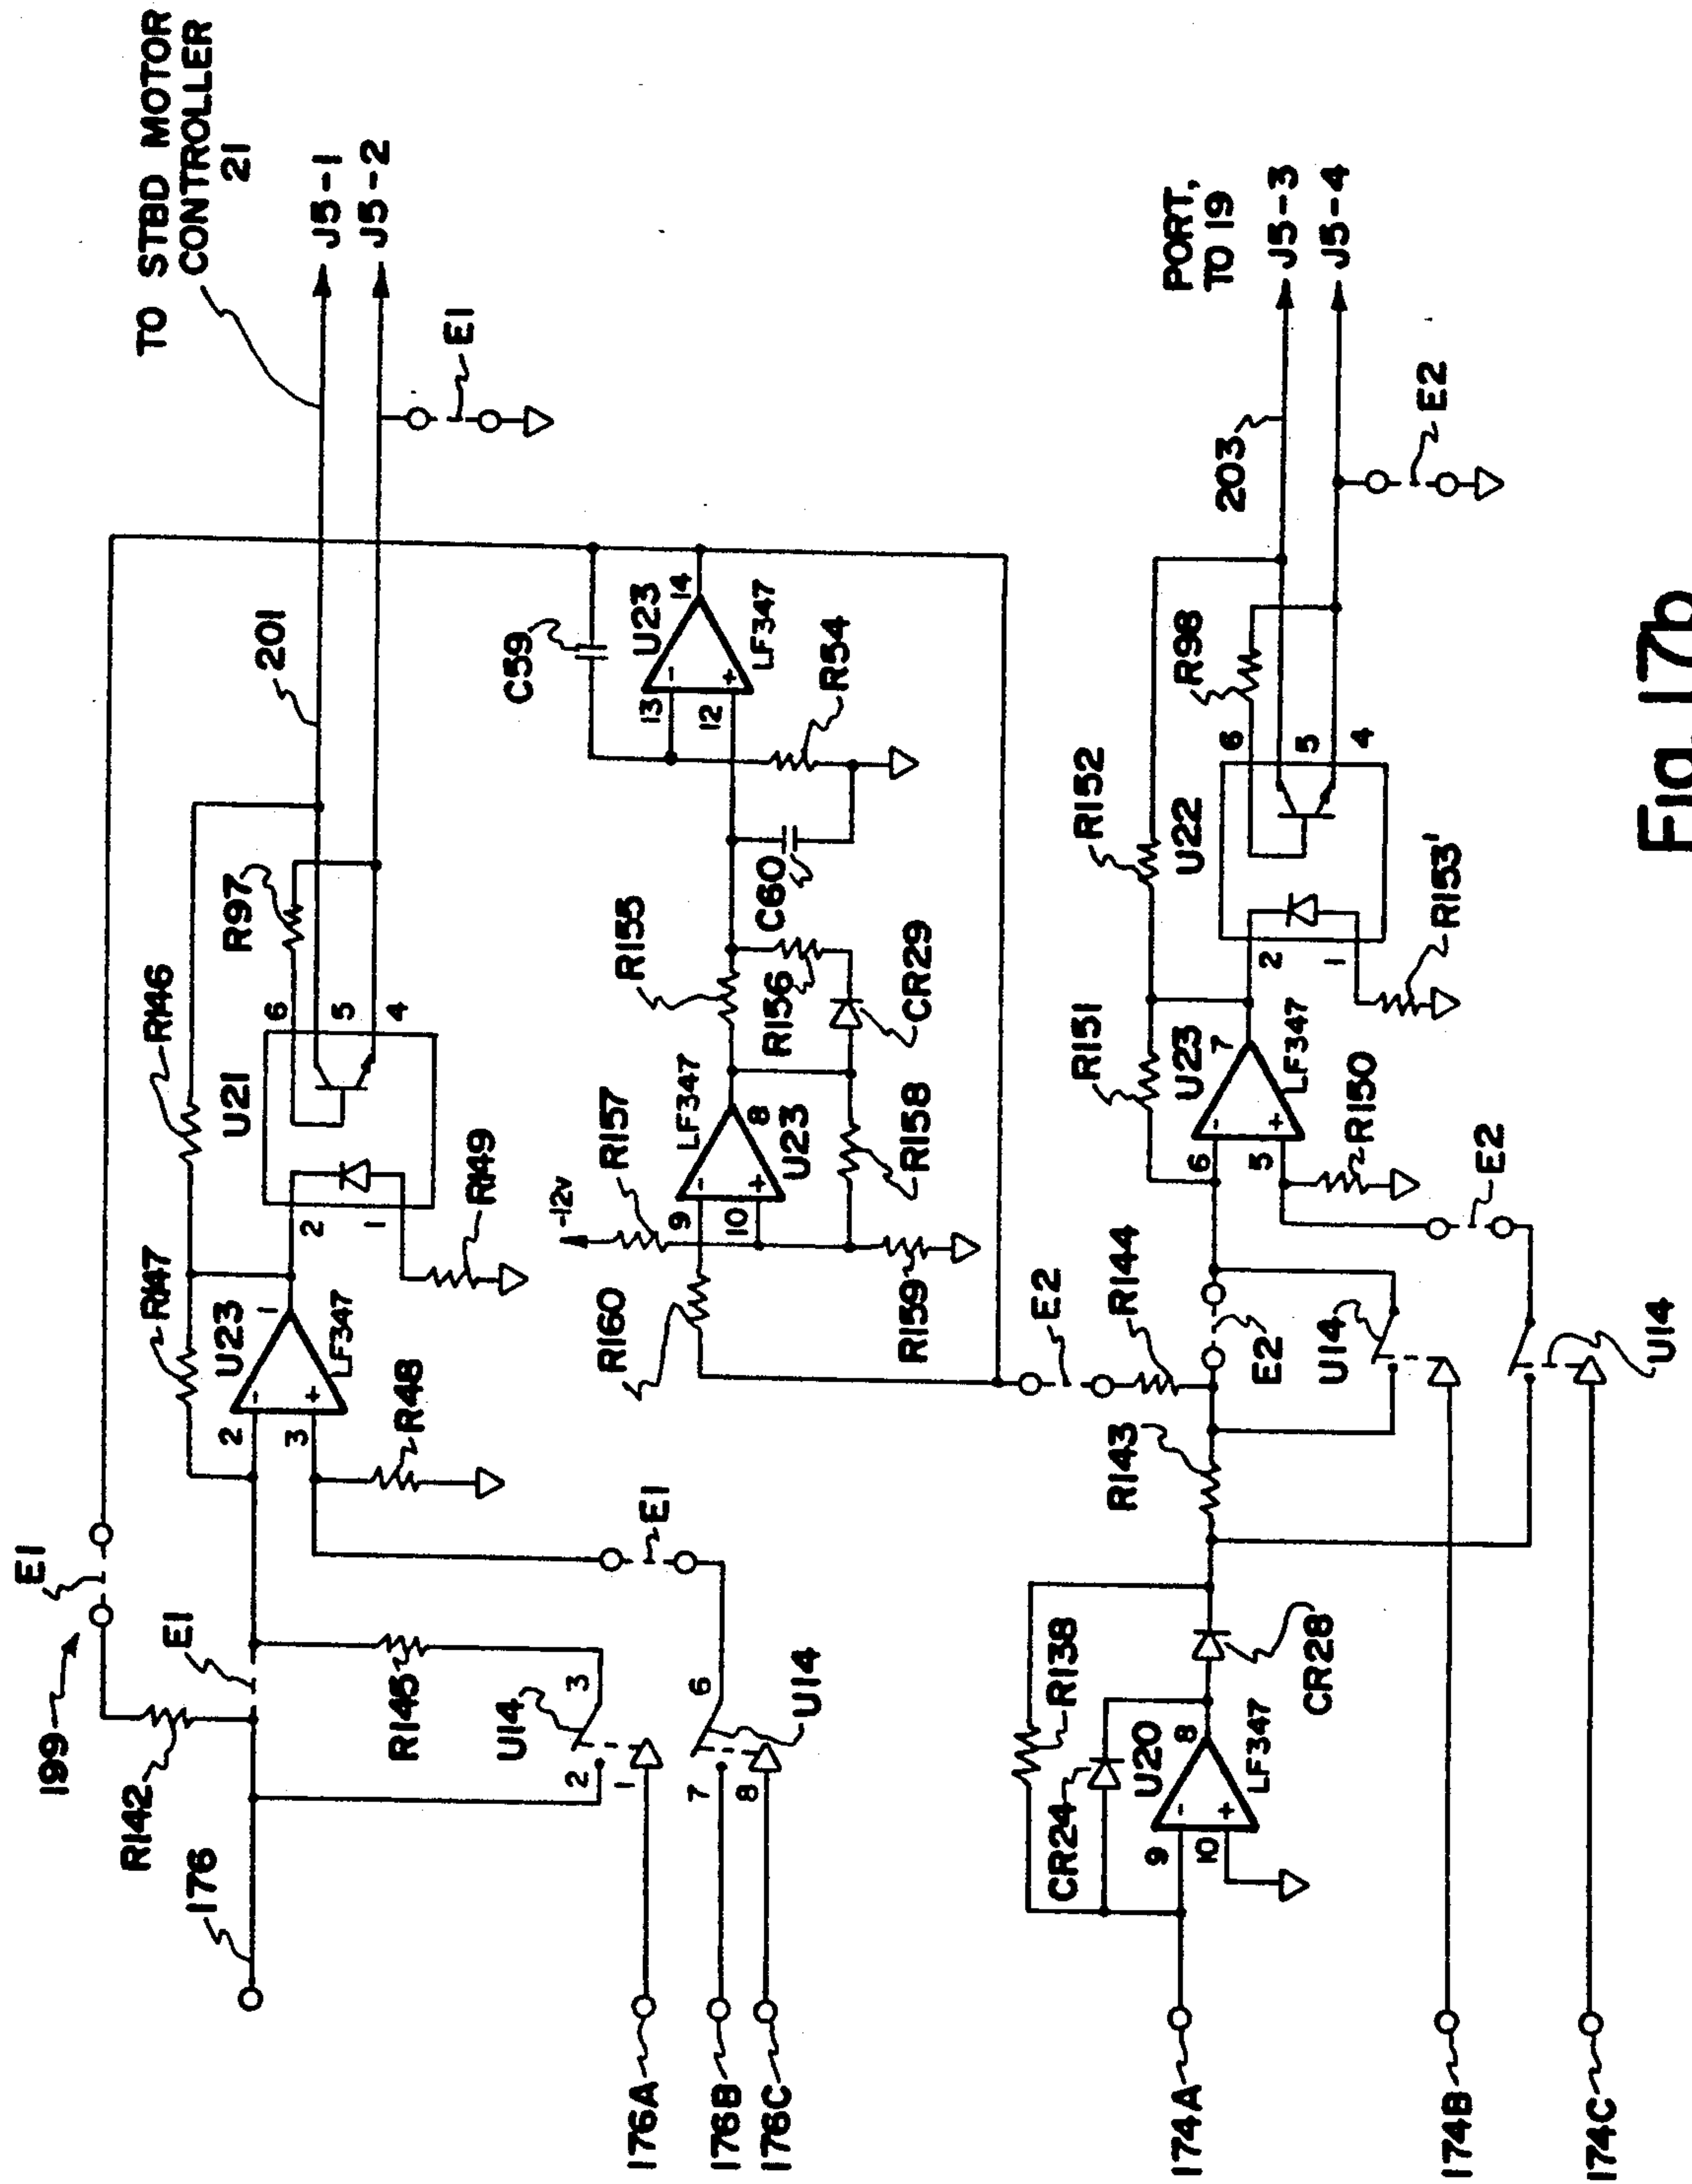 TO STBD MOTOR
CONTROLLER
21
J5-1
J5-2
E1
201
R146
R97
U21
6
5
4
2
1
R149
R147
U23
1
LF347
2
3
R48
E1
199
E1
R142
176
E1
R145
U14
3
2
1
6
7
8
U14
176A
176B
176C
C59
U23
14
13
12
LF347
R54
C60
R155
R156
CR29
-12v
R157
LF347
8
U23
9
10
R158
R160
R159
E2
R144
PORT,
TO 19
J5-3
J5-4
203
E2
R98
R152
U22
6
5
4
2
1
R153'
R151
U23
7
LF347
6
5
R150
E2
E2
U14
U14
R143
R138
CR28
CR24
U20
8
LF347
9
10
174A
174B
174C
Fig. 17b